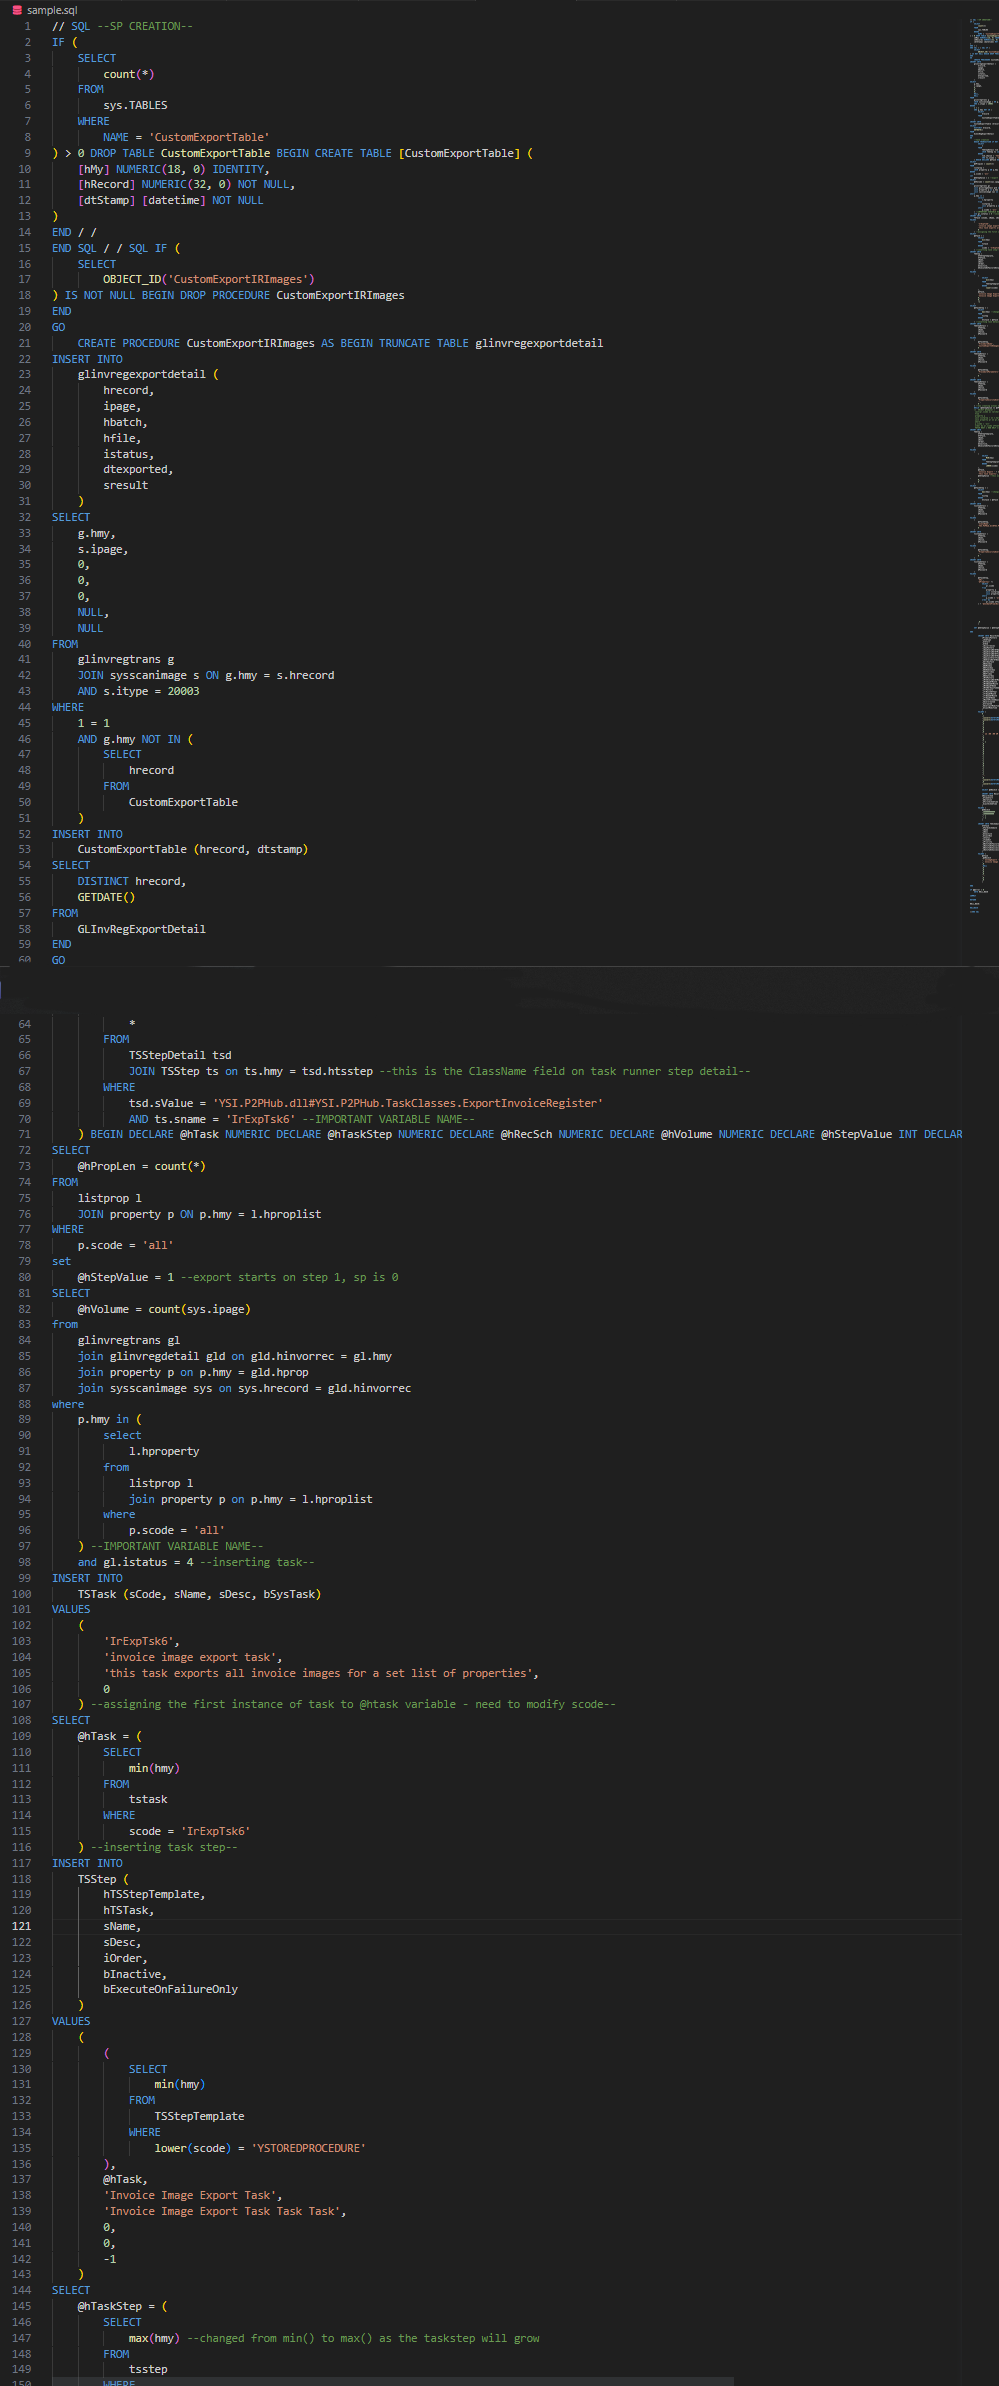 sample.sql
1 // SQL --SP CREATION--
2 IF (
3 SELECT
4 count(*)
5 FROM
6 sys.TABLES
7 WHERE
8 NAME = 'CustomExportTable'
9 ) > 0 DROP TABLE CustomExportTable BEGIN CREATE TABLE [CustomExportTable] (
10 [hMy] NUMERIC(18, 0) IDENTITY,
11 [hRecord] NUMERIC(32, 0) NOT NULL,
12 [dtStamp] [datetime] NOT NULL
13 )
14 END / /
15 END SQL / / SQL IF (
16 SELECT
17 OBJECT_ID('CustomExportIRImages')
18 ) IS NOT NULL BEGIN DROP PROCEDURE CustomExportIRImages
19 END
20 GO
21 CREATE PROCEDURE CustomExportIRImages AS BEGIN TRUNCATE TABLE glinvregexportdetail
22 INSERT INTO
23 glinvregexportdetail (
24 hrecord,
25 ipage,
26 hbatch,
27 hfile,
28 istatus,
29 dtexported,
30 sresult
31 )
32 SELECT
33 g.hmy,
34 s.ipage,
35 0,
36 0,
37 0,
38 NULL,
39 NULL
40 FROM
41 glinvregtrans g
42 JOIN sysscanimage s ON g.hmy = s.hrecord
43 AND s.itype = 20003
44 WHERE
45 1 = 1
46 AND g.hmy NOT IN (
47 SELECT
48 hrecord
49 FROM
50 CustomExportTable
51 )
52 INSERT INTO
53 CustomExportTable (hrecord, dtstamp)
54 SELECT
55 DISTINCT hrecord,
56 GETDATE()
57 FROM
58 GLInvRegExportDetail
59 END
60 GO
64 *
65 FROM
66 TSStepDetail tsd
67 JOIN TSStep ts on ts.hmy = tsd.htsstep --this is the ClassName field on task runner step detail--
68 WHERE
69 tsd.sValue = 'YSI.P2PHub.dll#YSI.P2PHub.TaskClasses.ExportInvoiceRegister'
70 AND ts.sname = 'IrExpTsk6' --IMPORTANT VARIABLE NAME--
71 ) BEGIN DECLARE @hTask NUMERIC DECLARE @hTaskStep NUMERIC DECLARE @hRecSch NUMERIC DECLARE @hVolume NUMERIC DECLARE @hStepValue INT DECLAR
72 SELECT
73 @hPropLen = count(*)
74 FROM
75 listprop l
76 JOIN property p ON p.hmy = l.hproplist
77 WHERE
78 p.scode = 'all'
79 set
80 @hStepValue = 1 --export starts on step 1, sp is 0
81 SELECT
82 @hVolume = count(sys.ipage)
83 from
84 glinvregtrans gl
85 join glinvregdetail gld on gld.hinvorrec = gl.hmy
86 join property p on p.hmy = gld.hprop
87 join sysscanimage sys on sys.hrecord = gld.hinvorrec
88 where
89 p.hmy in (
90 select
91 l.hproperty
92 from
93 listprop l
94 join property p on p.hmy = l.hproplist
95 where
96 p.scode = 'all'
97 ) --IMPORTANT VARIABLE NAME--
98 and gl.istatus = 4 --inserting task--
99 INSERT INTO
100 TSTask (sCode, sName, sDesc, bSysTask)
101 VALUES
102 (
103 'IrExpTsk6',
104 'invoice image export task',
105 'this task exports all invoice images for a set list of properties',
106 0
107 ) --assigning the first instance of task to @htask variable - need to modify scode--
108 SELECT
109 @hTask = (
110 SELECT
111 min(hmy)
112 FROM
113 tstask
114 WHERE
115 scode = 'IrExpTsk6'
116 ) --inserting task step--
117 INSERT INTO
118 TSStep (
119 hTSStepTemplate,
120 hTSTask,
121 sName,
122 sDesc,
123 iOrder,
124 bInactive,
125 bExecuteOnFailureOnly
126 )
127 VALUES
128 (
129 (
130 SELECT
131 min(hmy)
132 FROM
133 TSStepTemplate
134 WHERE
135 lower(scode) = 'YSTOREDPROCEDURE'
136 ),
137 @hTask,
138 'Invoice Image Export Task',
139 'Invoice Image Export Task Task Task',
140 0,
141 0,
142 -1
143 )
144 SELECT
145 @hTaskStep = (
146 SELECT
147 max(hmy) --changed from min() to max() as the taskstep will grow
148 FROM
149 tsstep
150 WHERE